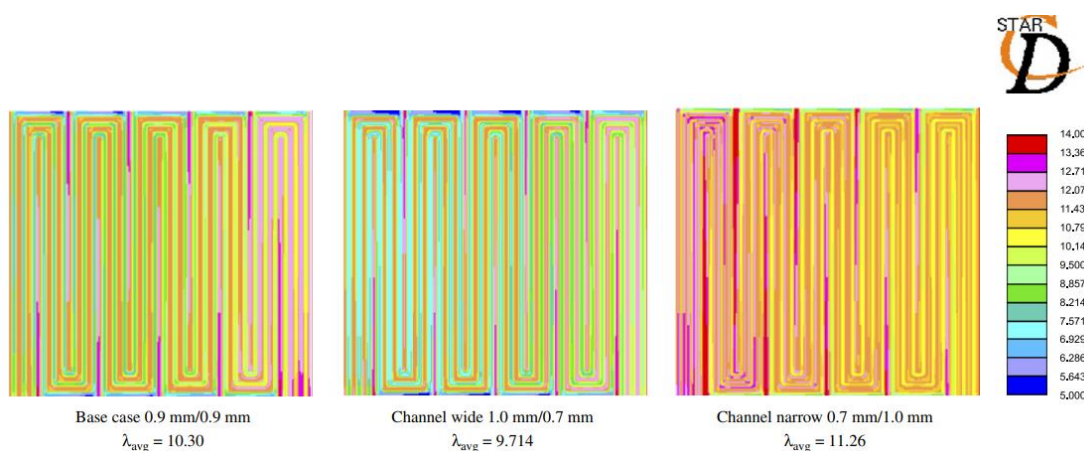 STAR
CD
14,00
13,36
12,71
12,07
11,43
10,79
10,14
9,500
8,857
8,214
7,571
6,929
6,286
5,643
5,000
Base case 0.9 mm/0.9 mm
λavg = 10.30
Channel wide 1.0 mm/0.7 mm
λavg = 9.714
Channel narrow 0.7 mm/1.0 mm
λavg = 11.26